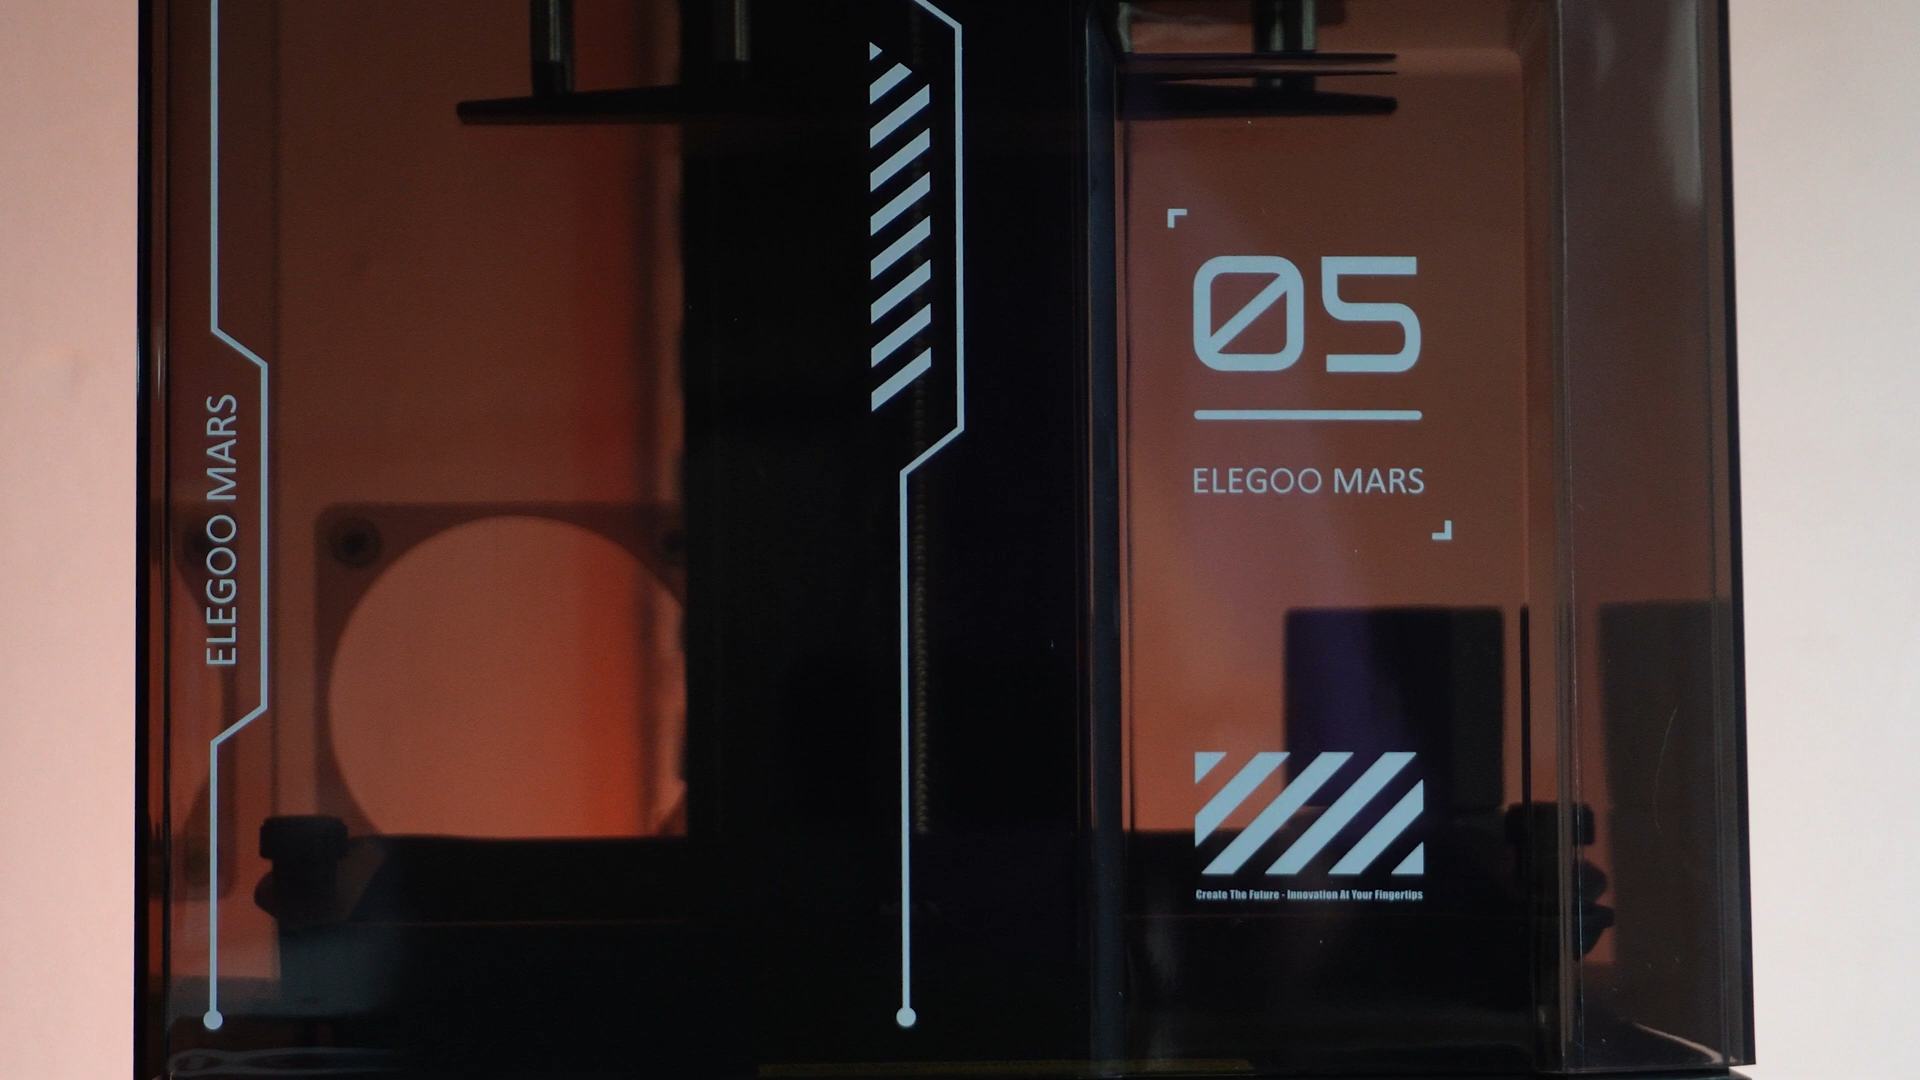 ELEGOO MARS
05
ELEGOO MARS
Create The Future - Innovation At Your Fingertips